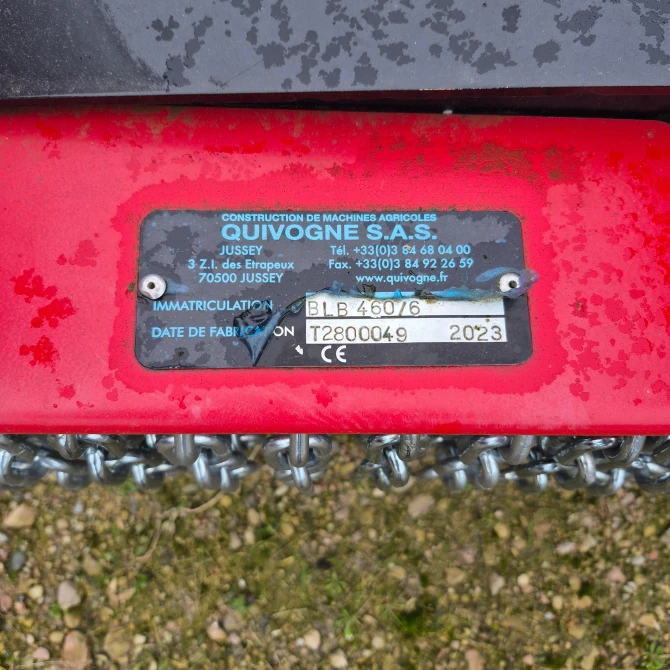 CONSTRUCTION DE MACHINES AGRICOLES
QUIVOGNE S.A.S.
JUSSEY Tél. +33(0)3 84 68 04 00
3 Z.I. des Etrapeux Fax. +33(0)3 84 92 26 59
70500 JUSSEY www.quivogne.fr
IMMATRICULATION BLB 460/6
DATE DE FABRICATION T2800049 2023
CE